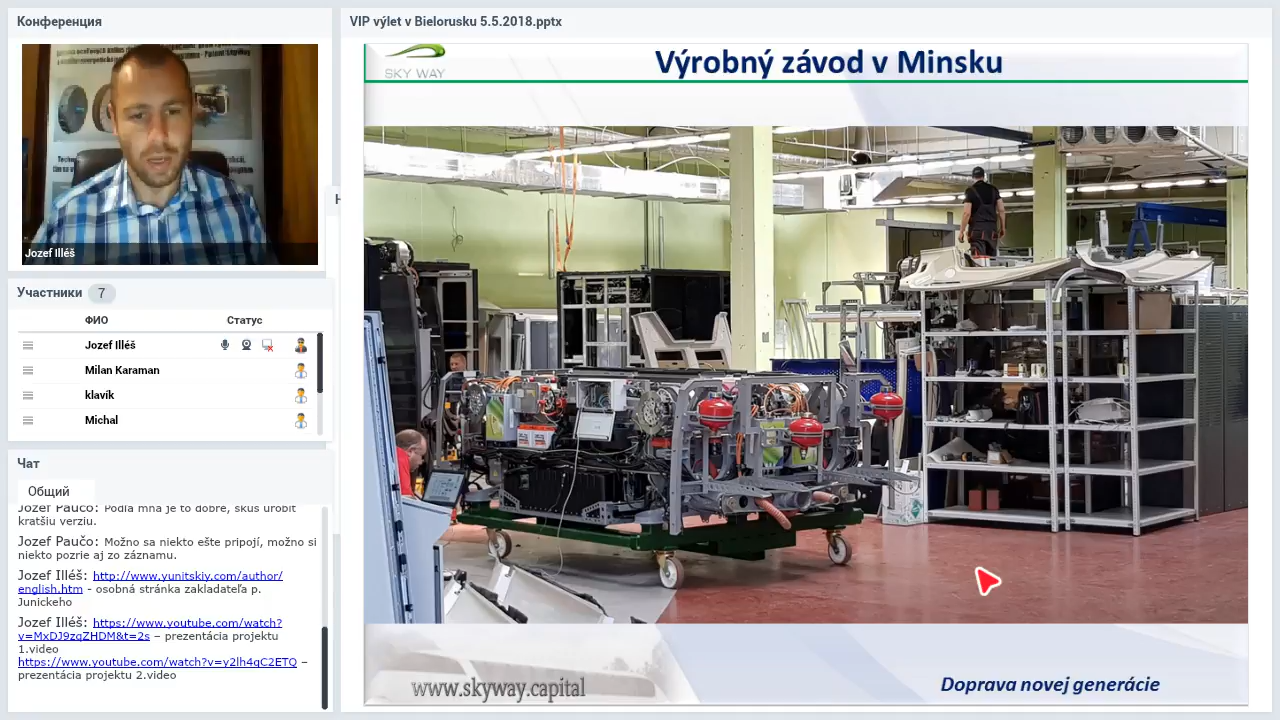 Конференция
Jozef Illéš
Участники 7
ФИО Статус
Jozef Illéš
Milan Karaman
klavík
Michal
Чат
Общий
Jozef Paučo: Podľa mňa je to dobré, skús urobiť
kratšiu verziu.
Jozef Paučo: Možno sa niekto ešte pripojí, možno si
niekto pozrie aj zo záznamu.
Jozef Illéš: http://www.yunitskiy.com/author/
english.htm - osobná stránka zakladateľa p.
Junickeho
Jozef Illéš: https://www.youtube.com/watch?
v=MxDJ9zqZHDM&t=2s – prezentácia projektu
1.video
https://www.youtube.com/watch?v=y2lh4qC2ETQ –
prezentácia projektu 2.video
VIP výlet v Bielorusku 5.5.2018.pptx
SKY WAY
Výrobný závod v Minsku
www.skyway.capital
Doprava novej generácie